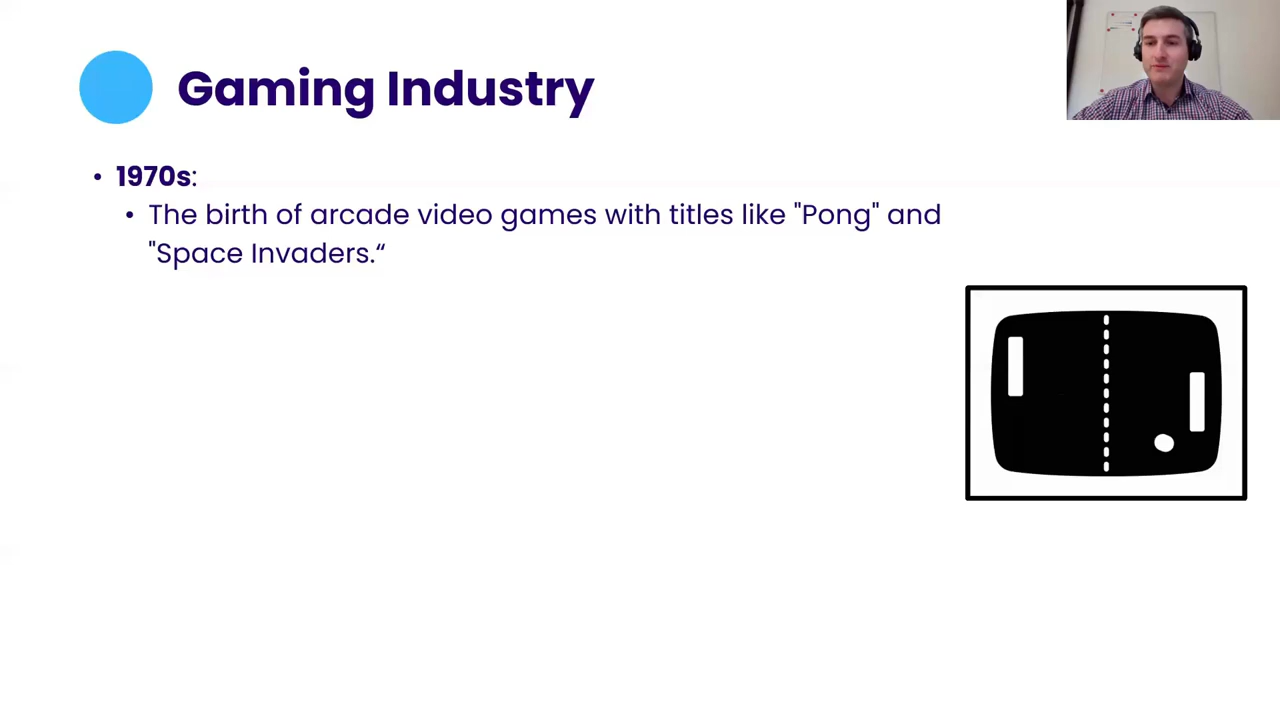 Gaming Industry
• 1970s:
• The birth of arcade video games with titles like "Pong" and
"Space Invaders.“